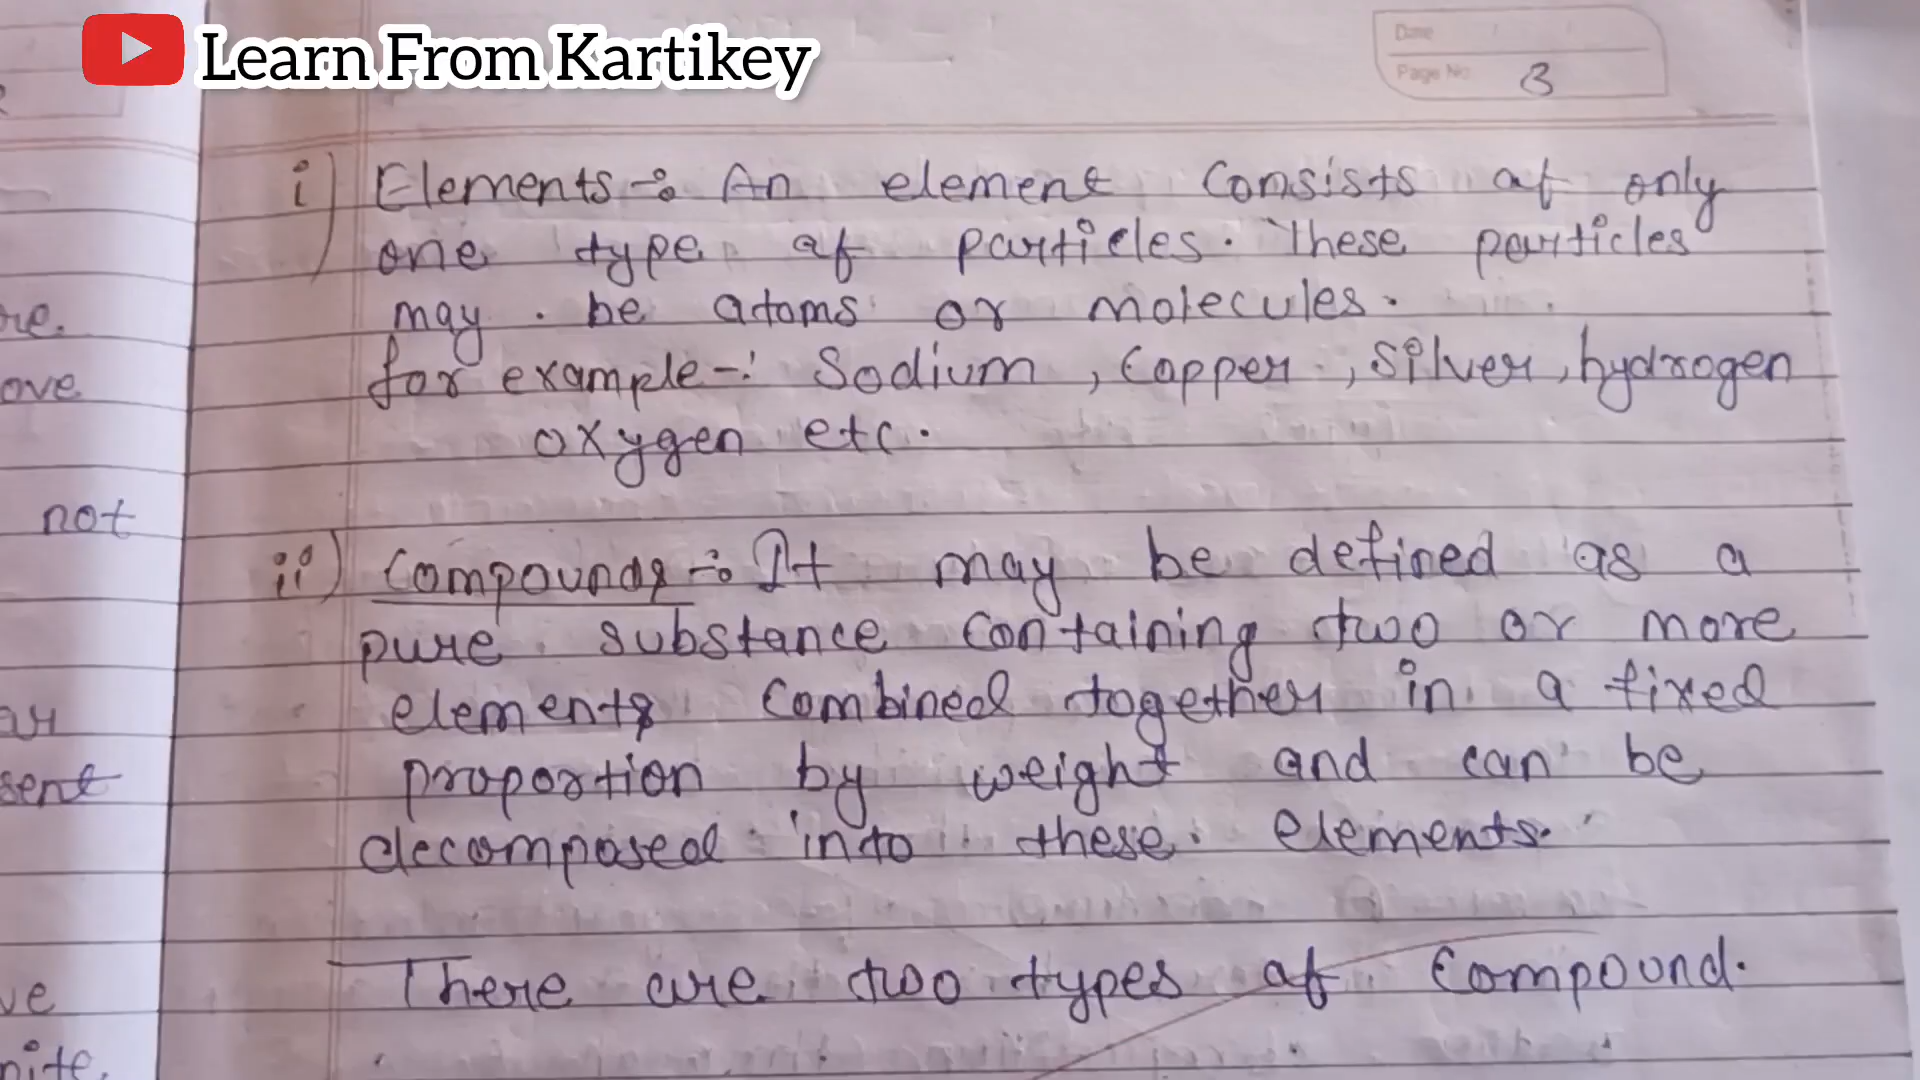 Learn From Kartikey
Date
Page No. 3
re.
ove
not
ar
sent
ve
nite.
i) Elements -: An element consists of only
one type of particles. These particles
may be atoms or molecules.
for example -: Sodium, Copper, Silver, hydrogen
oxygen etc.
ii) Compounds -: It may be defined as a
pure substance containing two or more
elements combined together in a fixed
proportion by weight and can be
decomposed into these elements.
There are two types of Compound.